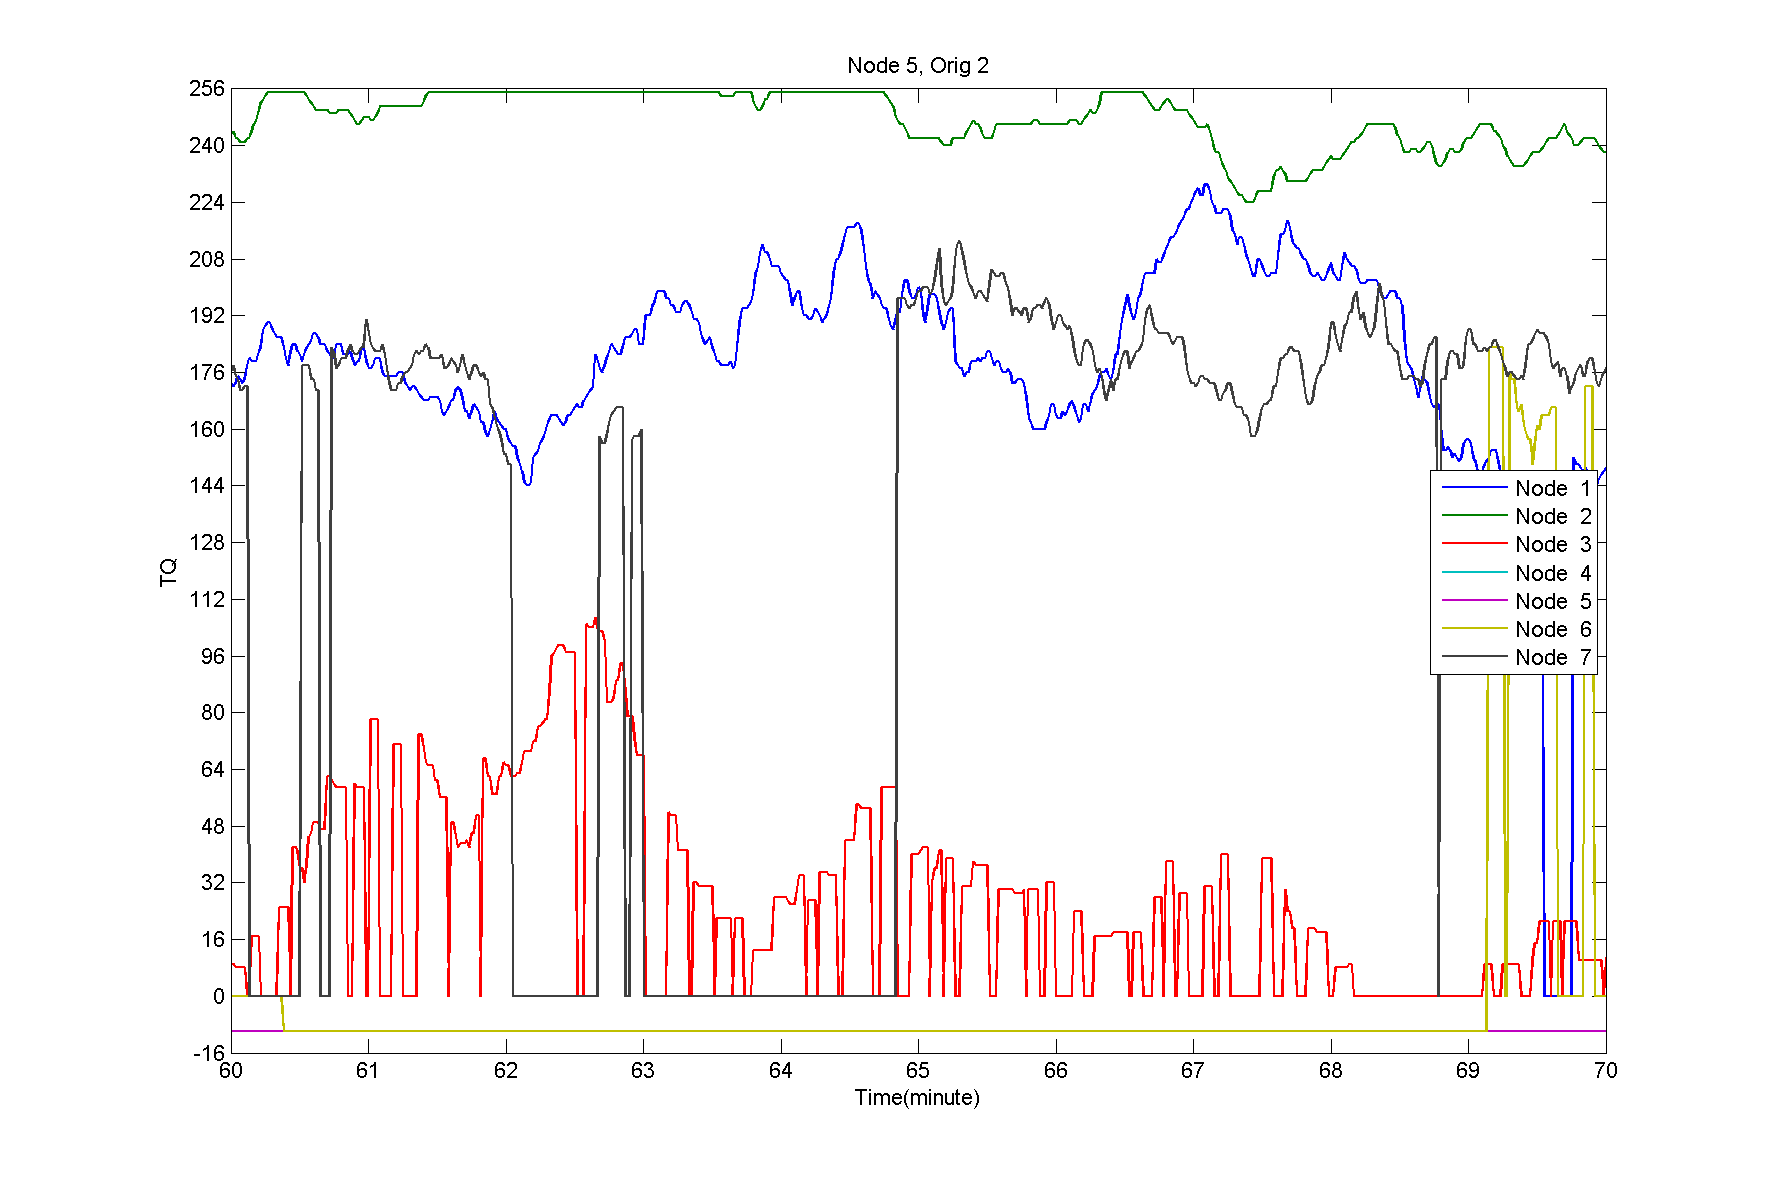 Node 5, Orig 2
256
240
224
208
192
176
160
144
128
112
96
80
64
48
32
16
0
-16
TQ
Node 1
Node 2
Node 3
Node 4
Node 5
Node 6
Node 7
60 61 62 63 64 65 66 67 68 69 70
Time(minute)